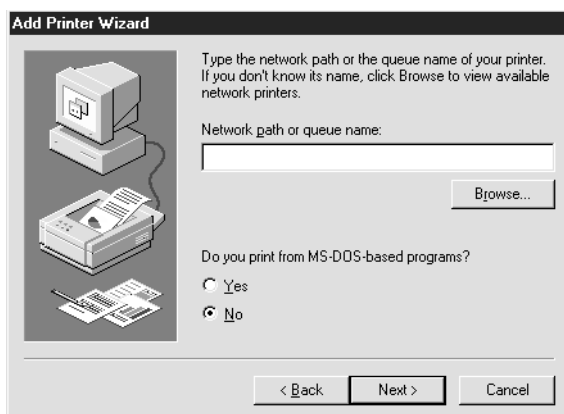 Add Printer Wizard
Type the network path or the queue name of your printer.
If you don't know its name, click Browse to view available
network printers.
Network path or queue name:
Browse...
Do you print from MS-DOS-based programs?
Yes
No
< Back
Next >
Cancel